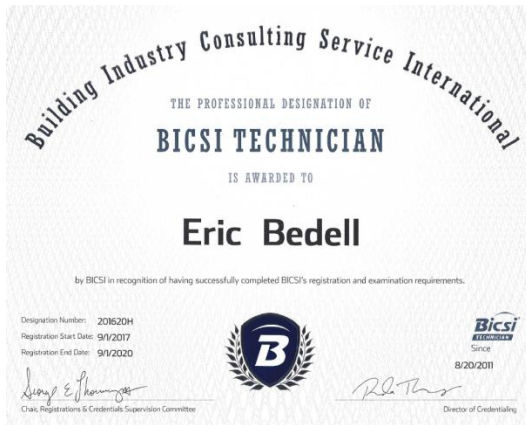 Building Industry Consulting Service International
THE PROFESSIONAL DESIGNATION OF
BICSI TECHNICIAN
IS AWARDED TO
Eric Bedell
by BICSI in recognition of having successfully completed BICSI's registration and examination requirements.
Designation Number: 201620H
Registration Start Date: 9/1/2017
Registration End Date: 9/1/2020
B
Bicsi
TECHNICIAN
Since
8/20/2011
Chair, Registrations & Credentials Supervision Committee
Director of Credentialing